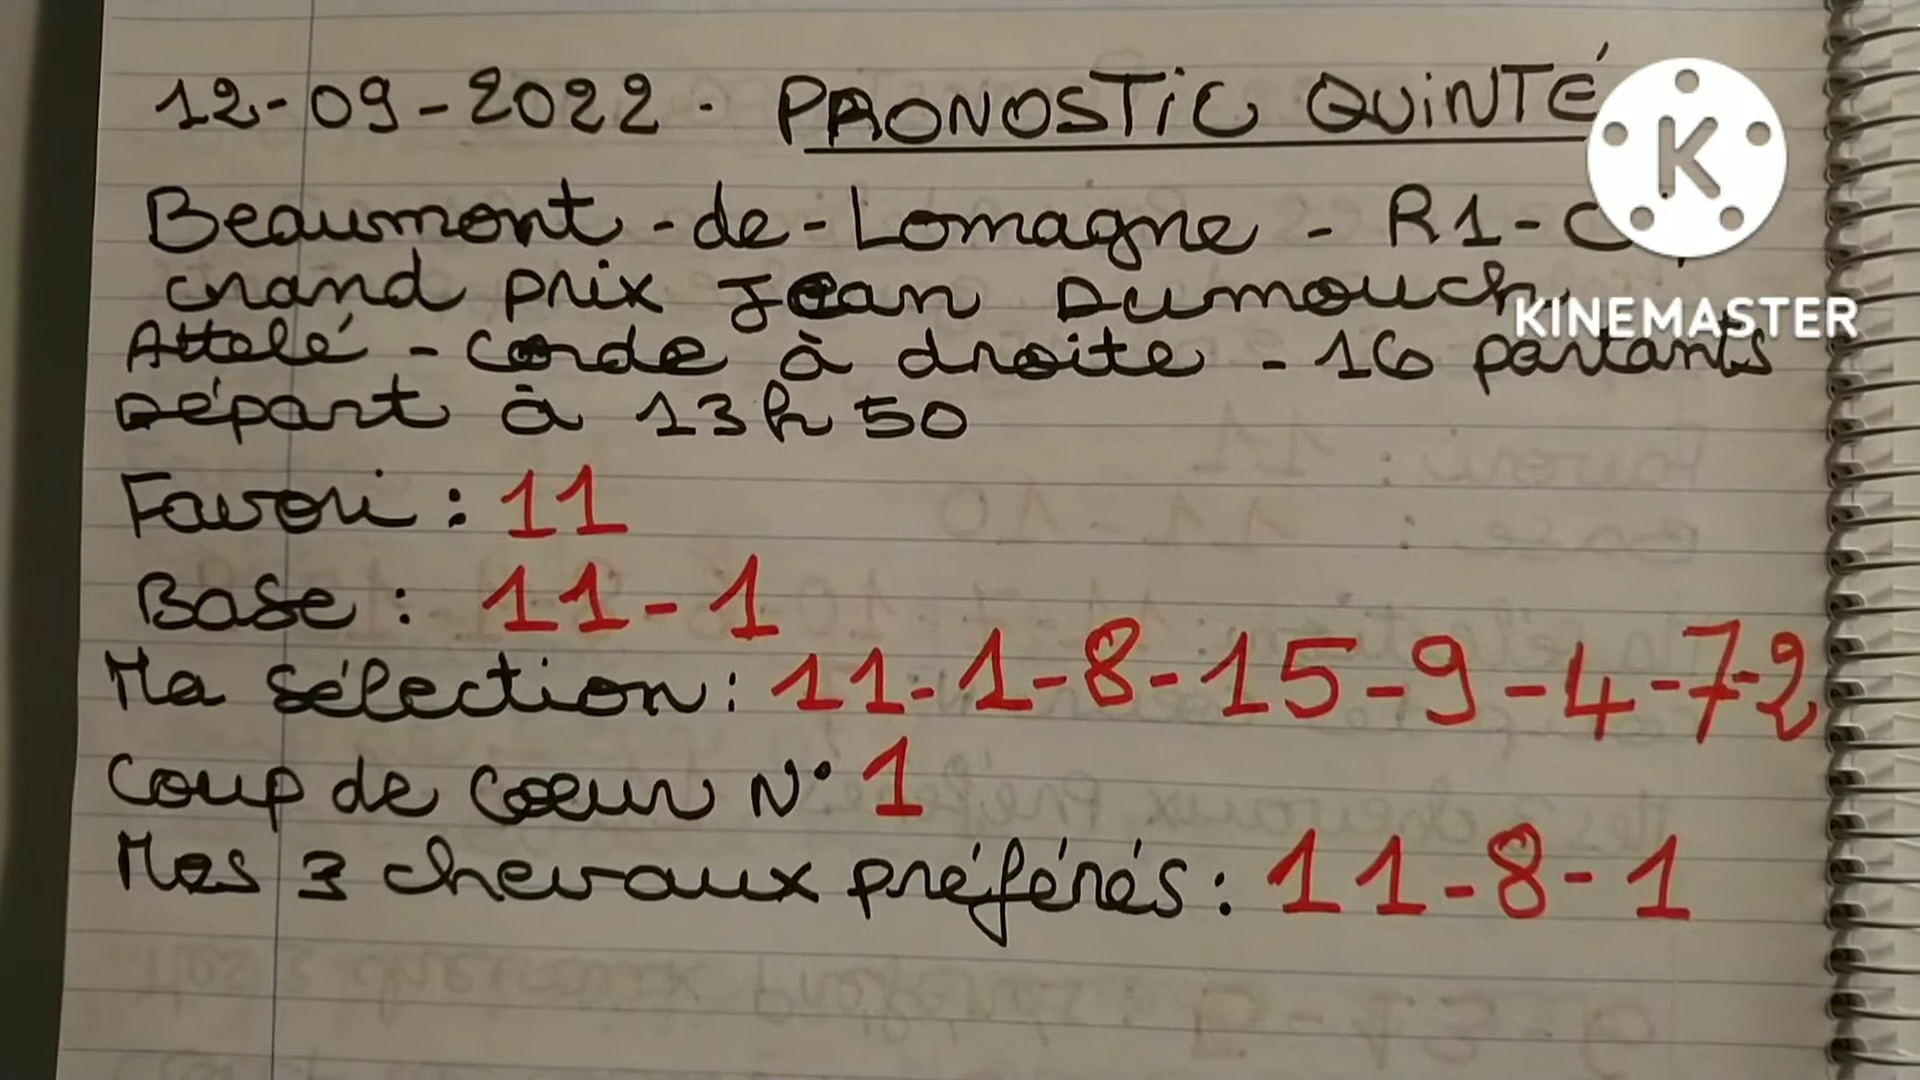 12-09-2022. PRONOSTIC QUINTÉ
Beaumont-de-Lomagne - R1-C
Grand prix Jean Dumouch
Attelé - Corde à droite - 16 partants
Départ à 13h50
Favori : 11
Base : 11-1
Ma sélection : 11-1-8-15-9-4-7-2
Coup de cœur N° 1
Mes 3 chevaux préférés : 11-8-1
K
KINEMASTER